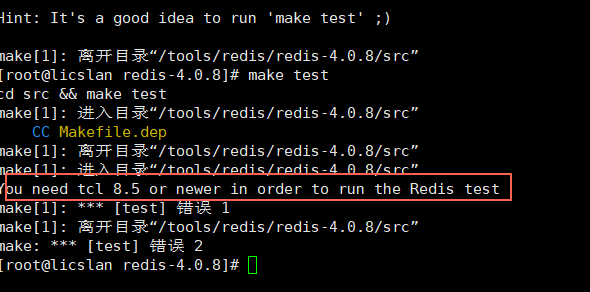 Hint: It's a good idea to run 'make test' ;)
make[1]: 离开目录“/tools/redis/redis-4.0.8/src”
[root@licslan redis-4.0.8]# make test
cd src && make test
make[1]: 进入目录“/tools/redis/redis-4.0.8/src”
CC Makefile.dep
make[1]: 离开目录“/tools/redis/redis-4.0.8/src”
make[1]: 进入目录“/tools/redis/redis-4.0.8/src”
You need tcl 8.5 or newer in order to run the Redis test
make[1]: *** [test] 错误 1
make[1]: 离开目录“/tools/redis/redis-4.0.8/src”
make: *** [test] 错误 2
[root@licslan redis-4.0.8]#